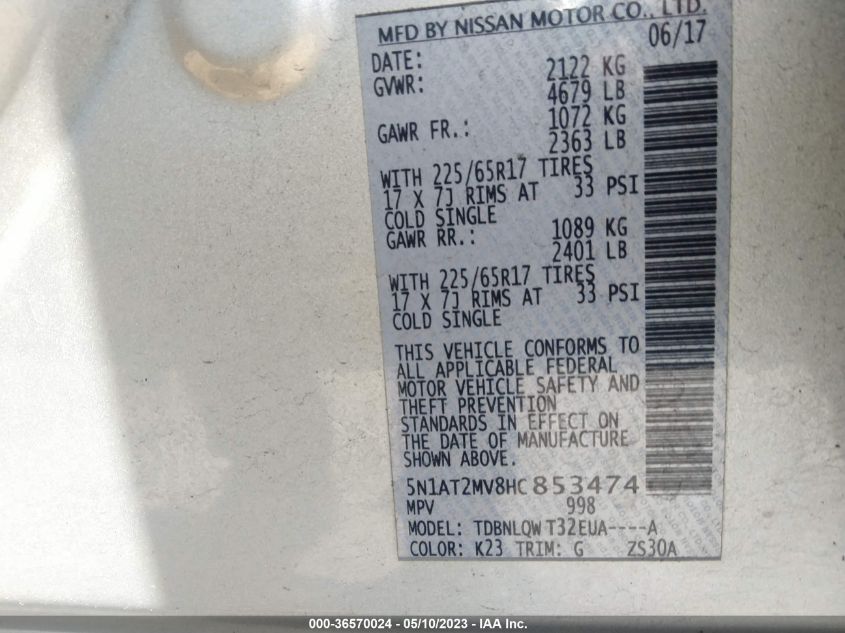 MFD BY NISSAN MOTOR CO., LTD.
DATE: 06/17
GVWR: 2122 KG
4679 LB
GAWR FR.: 1072 KG
2363 LB
WITH 225/65R17 TIRES
17 X 7J RIMS AT 33 PSI
COLD SINGLE
GAWR RR.: 1089 KG
2401 LB
WITH 225/65R17 TIRES
17 X 7J RIMS AT 33 PSI
COLD SINGLE
THIS VEHICLE CONFORMS TO
ALL APPLICABLE FEDERAL
MOTOR VEHICLE SAFETY AND
THEFT PREVENTION
STANDARDS IN EFFECT ON
THE DATE OF MANUFACTURE
SHOWN ABOVE.
5N1AT2MV8HC853474
MPV 998
MODEL: TDBNLQW T32EUA----A
COLOR: K23 TRIM: G ZS30A
000-36570024 - 05/10/2023 - IAA Inc.